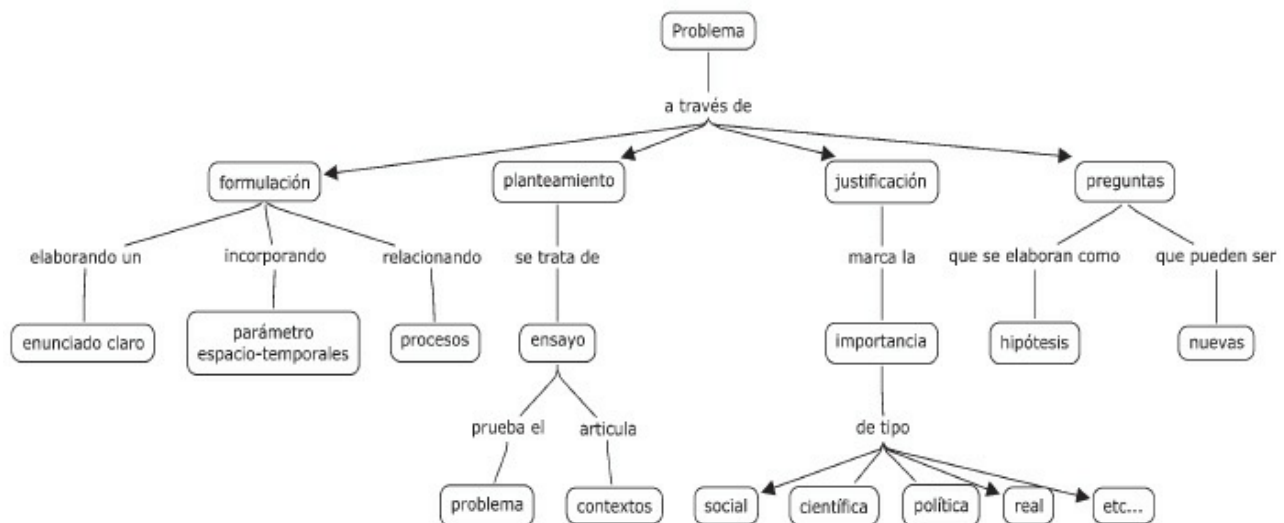 Problema
a través de
formulación
planteamiento
justificación
preguntas
elaborando un
incorporando
relacionando
se trata de
marca la
que se elaboran como
que pueden ser
enunciado claro
parámetro
espacio-temporales
procesos
ensayo
importancia
hipótesis
nuevas
prueba el
articula
de tipo
problema
contextos
social
científica
política
real
etc...